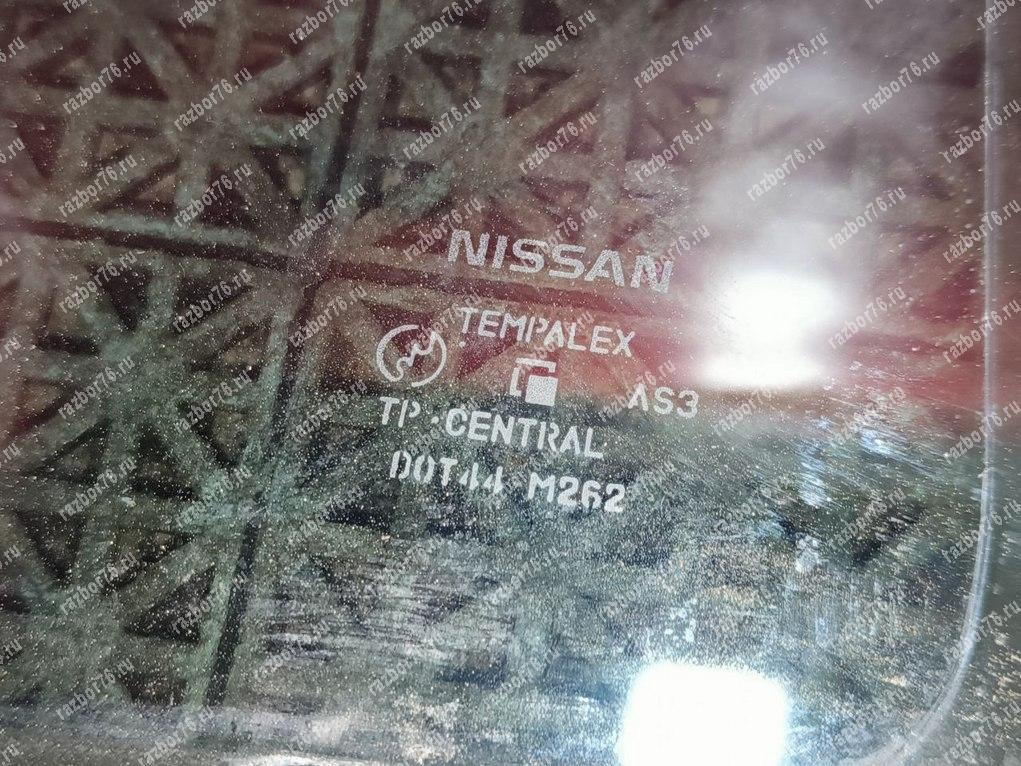 NISSAN
TEMPALEX
AS3
TP :CENTRAL
DOT44 M262
razbor76.ru